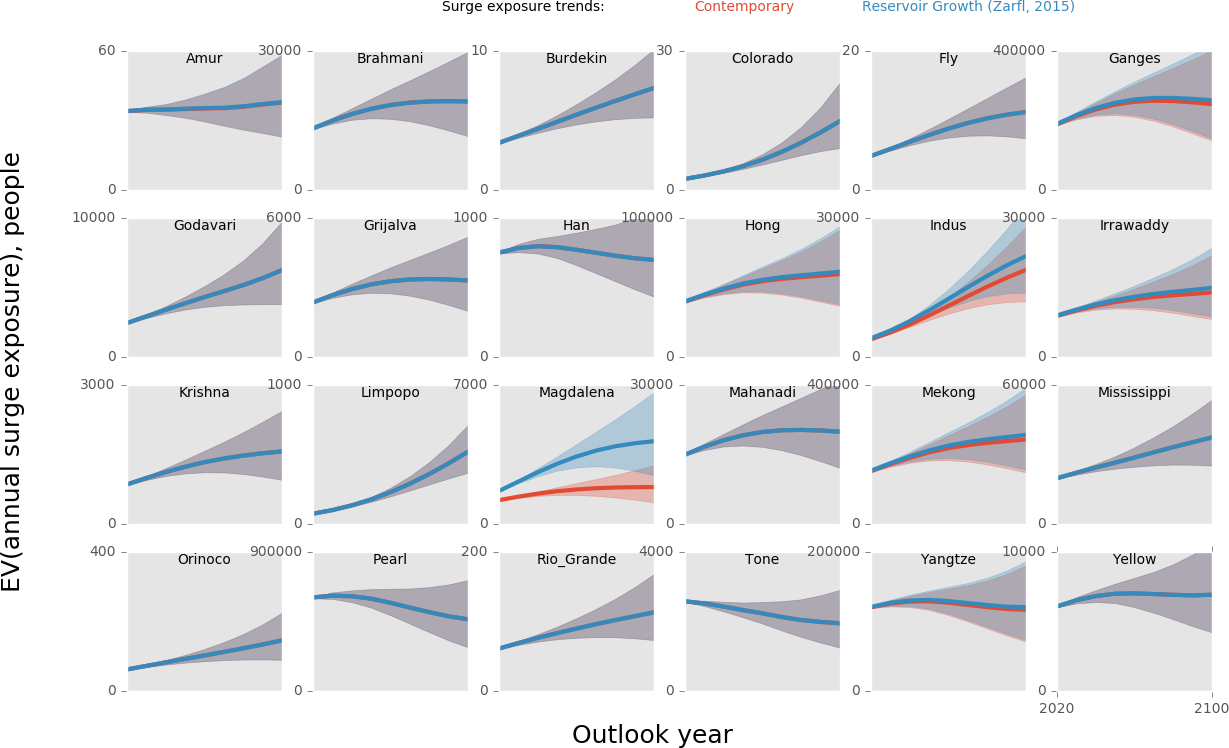 Surge exposure trends: Contemporary Reservoir Growth (Zarfl, 2015)
60 30000 10 30 20 400000
Amur Brahmani Burdekin Colorado Fly Ganges
0 0 0 0 0 0
10000 6000 1000 100000 30000 30000
Godavari Grijalva Han Hong Indus Irrawaddy
0 0 0 0 0 0
3000 1000 7000 30000 400000 60000
Krishna Limpopo Magdalena Mahanadi Mekong Mississippi
0 0 0 0 0 0
400 900000 200 4000 200000 10000
Orinoco Pearl Rio_Grande Tone Yangtze Yellow
0 0 0 0 0 0
2020 2100
Outlook year
EV(annual surge exposure), people